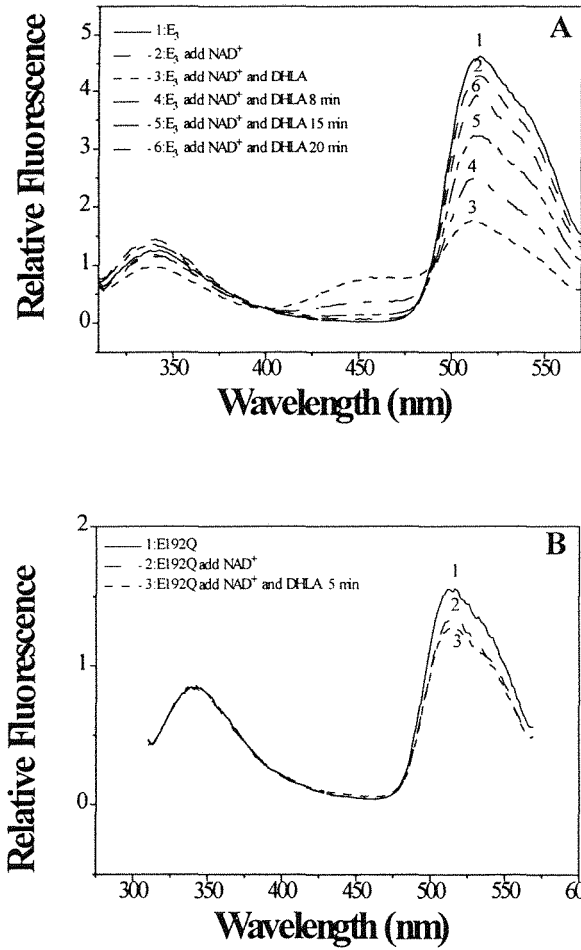 A
1:E₃
2:E₃ add NAD⁺
3:E₃ add NAD⁺ and DHLA
4:E₃ add NAD⁺ and DHLA 8 min
5:E₃ add NAD⁺ and DHLA 15 min
6:E₃ add NAD⁺ and DHLA 20 min
1
2
6
5
4
3
5
4
3
2
1
0
Relative Fluorescence
350 400 450 500 550
Wavelength (nm)
B
1:E192Q
2:E192Q add NAD⁺
3:E192Q add NAD⁺ and DHLA 5 min
1
2
3
2
1
0
Relative Fluorescence
300 350 400 450 500 550 60
Wavelength (nm)